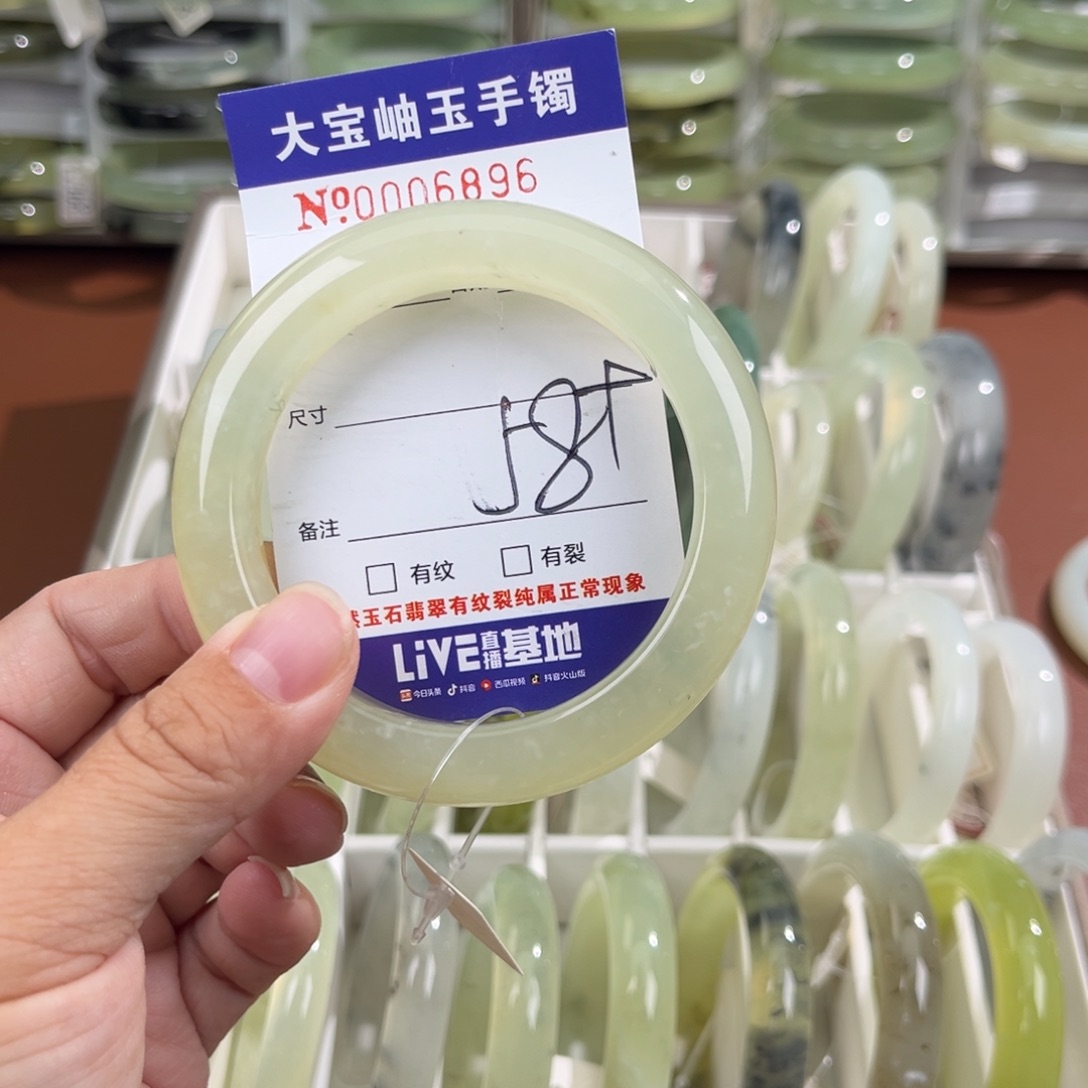 大宝岫玉手镯
No.0006896
尺寸
58↑
备注
有纹 有裂
玉石翡翠有纹裂纯属正常现象
LiVE直播基地
今日头条 抖音 西瓜视频 抖音火山版